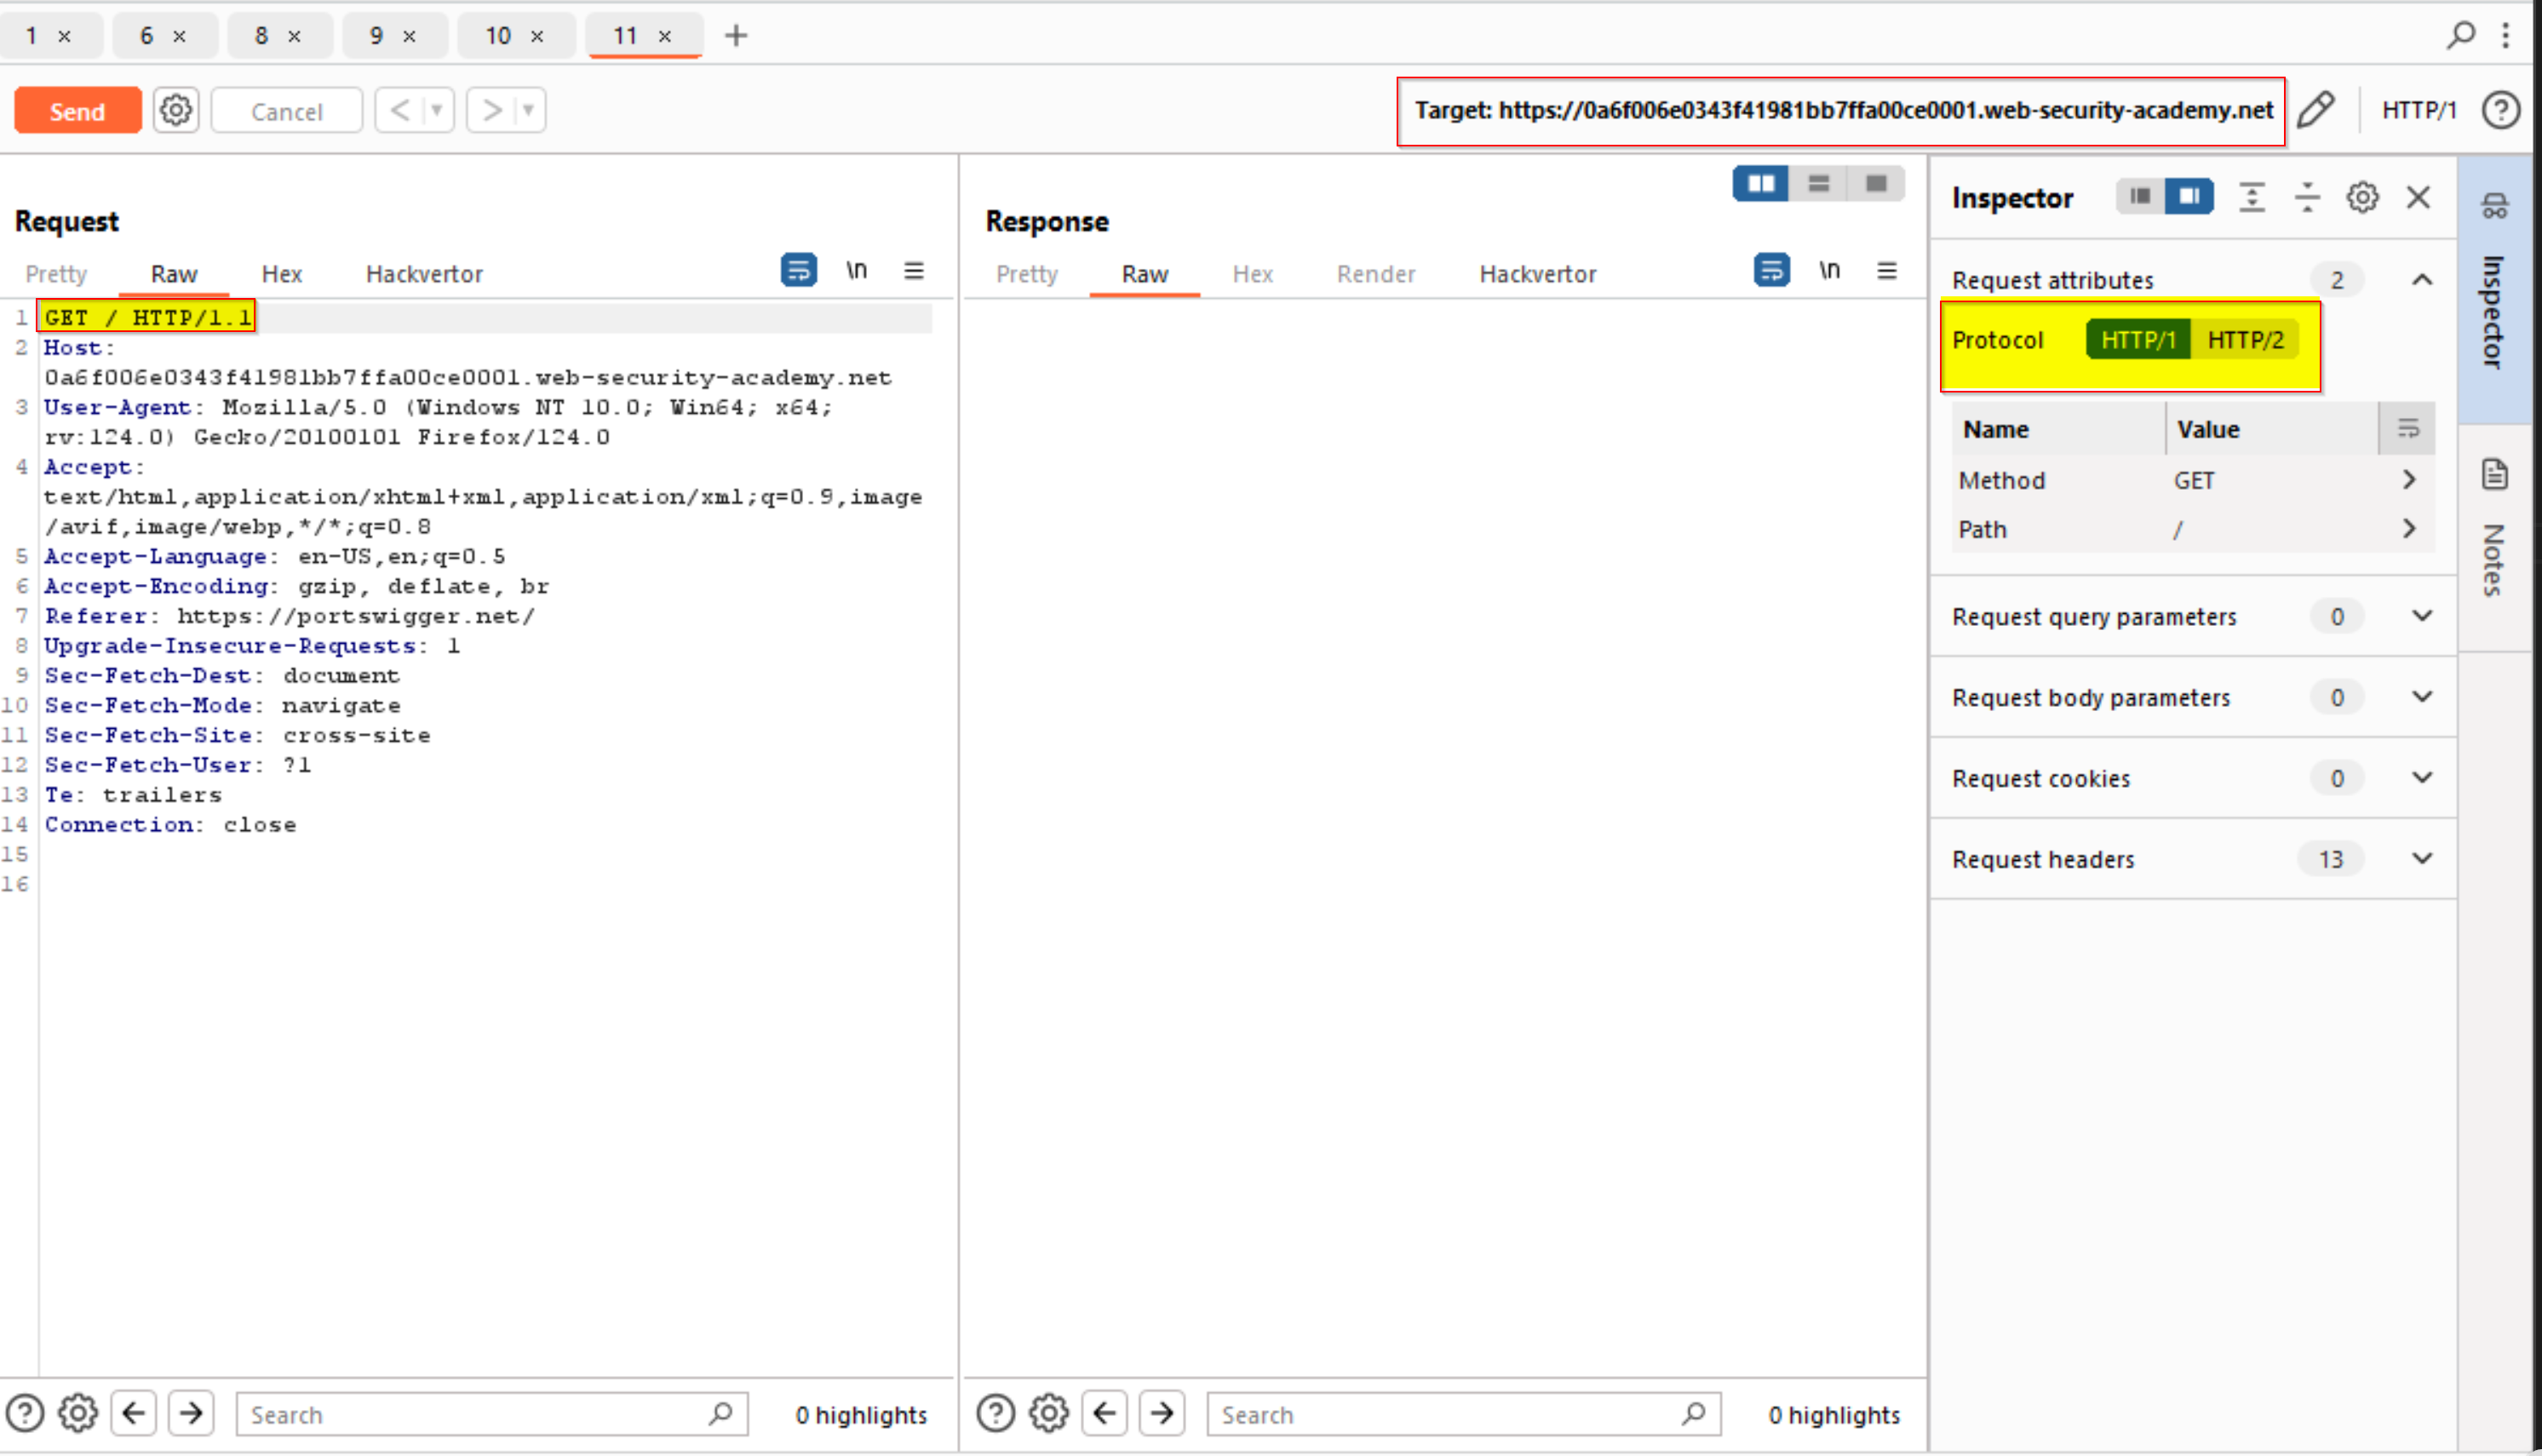 1 × 6 × 8 × 9 × 10 × 11 × +
Send Cancel < > Target: https://0a6f006e0343f41981bb7ffa00ce0001.web-security-academy.net HTTP/1
Request
Pretty Raw Hex Hackvertor \n
1 GET / HTTP/1.1
2 Host:
0a6f006e0343f41981bb7ffa00ce0001.web-security-academy.net
3 User-Agent: Mozilla/5.0 (Windows NT 10.0; Win64; x64;
rv:124.0) Gecko/20100101 Firefox/124.0
4 Accept:
text/html,application/xhtml+xml,application/xml;q=0.9,image
/avif,image/webp,*/*;q=0.8
5 Accept-Language: en-US,en;q=0.5
6 Accept-Encoding: gzip, deflate, br
7 Referer: https://portswigger.net/
8 Upgrade-Insecure-Requests: 1
9 Sec-Fetch-Dest: document
10 Sec-Fetch-Mode: navigate
11 Sec-Fetch-Site: cross-site
12 Sec-Fetch-User: ?1
13 Te: trailers
14 Connection: close
15
16
Search 0 highlights
Response
Pretty Raw Hex Render Hackvertor \n
Search 0 highlights
Inspector
Request attributes 2
Protocol HTTP/1 HTTP/2
Name Value
Method GET
Path /
Request query parameters 0
Request body parameters 0
Request cookies 0
Request headers 13
Inspector
Notes